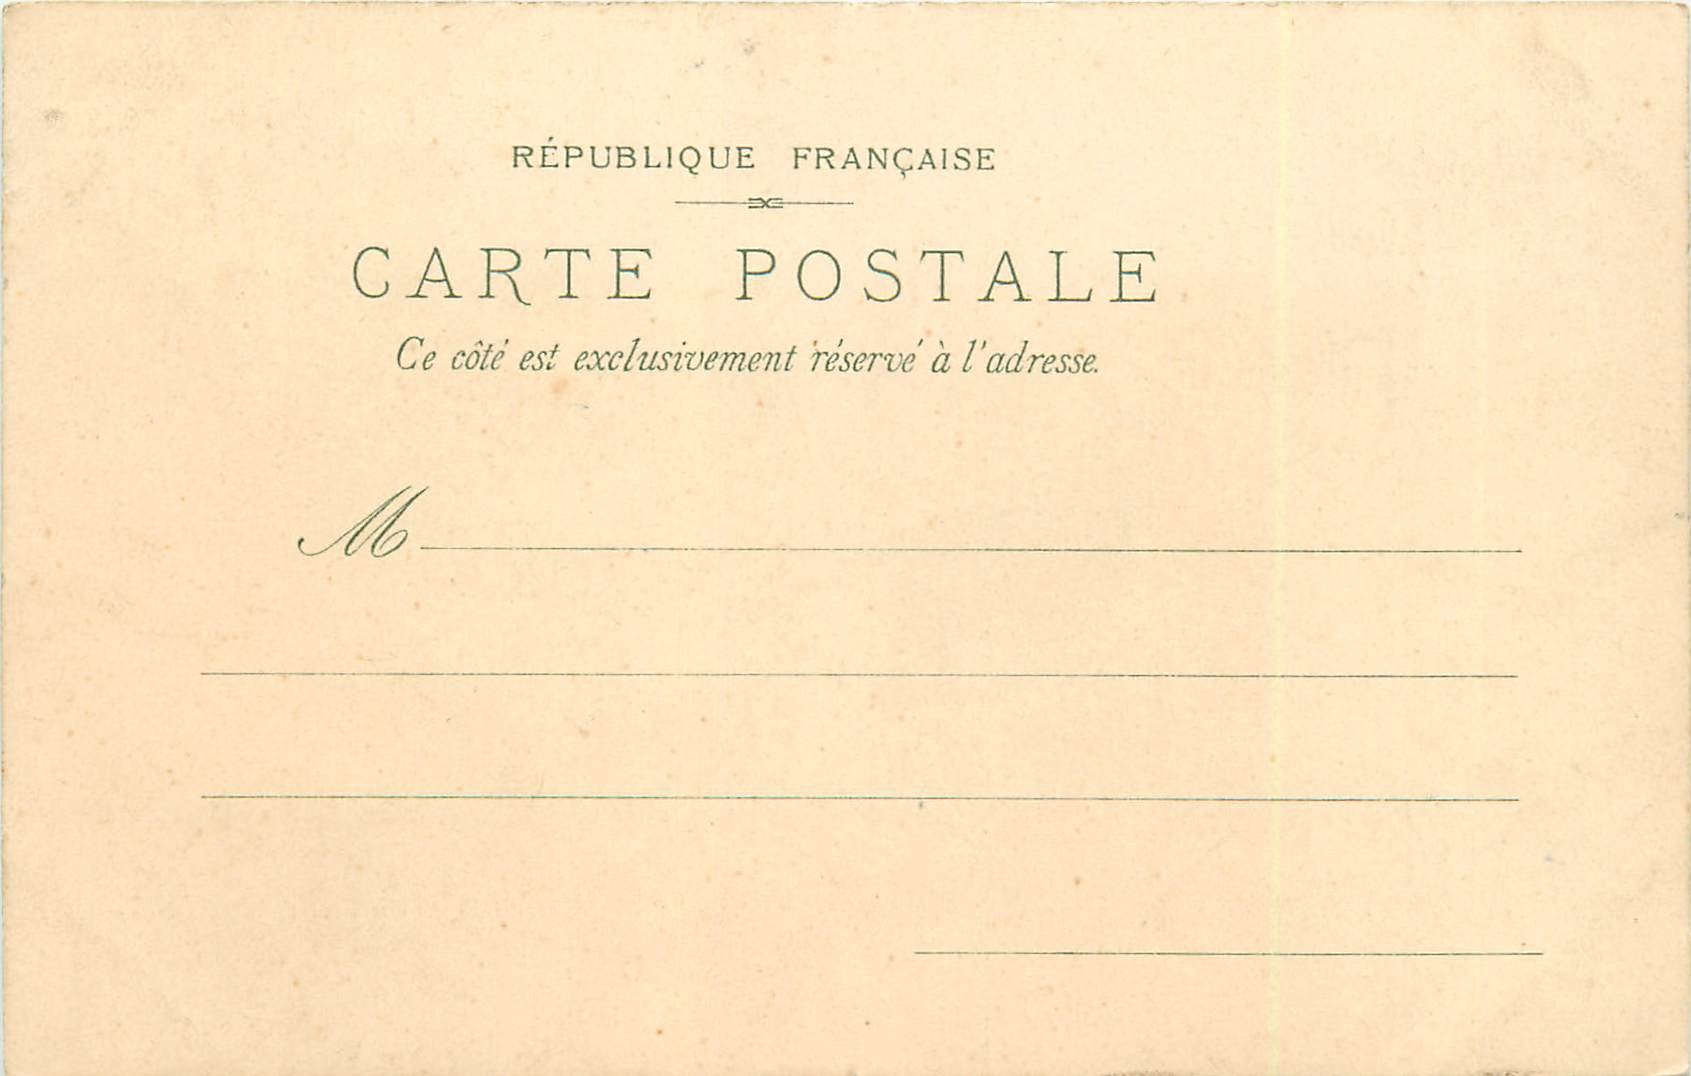 RÉPUBLIQUE FRANÇAISE
CARTE POSTALE
Ce côté est exclusivement réservé à l'adresse.
M